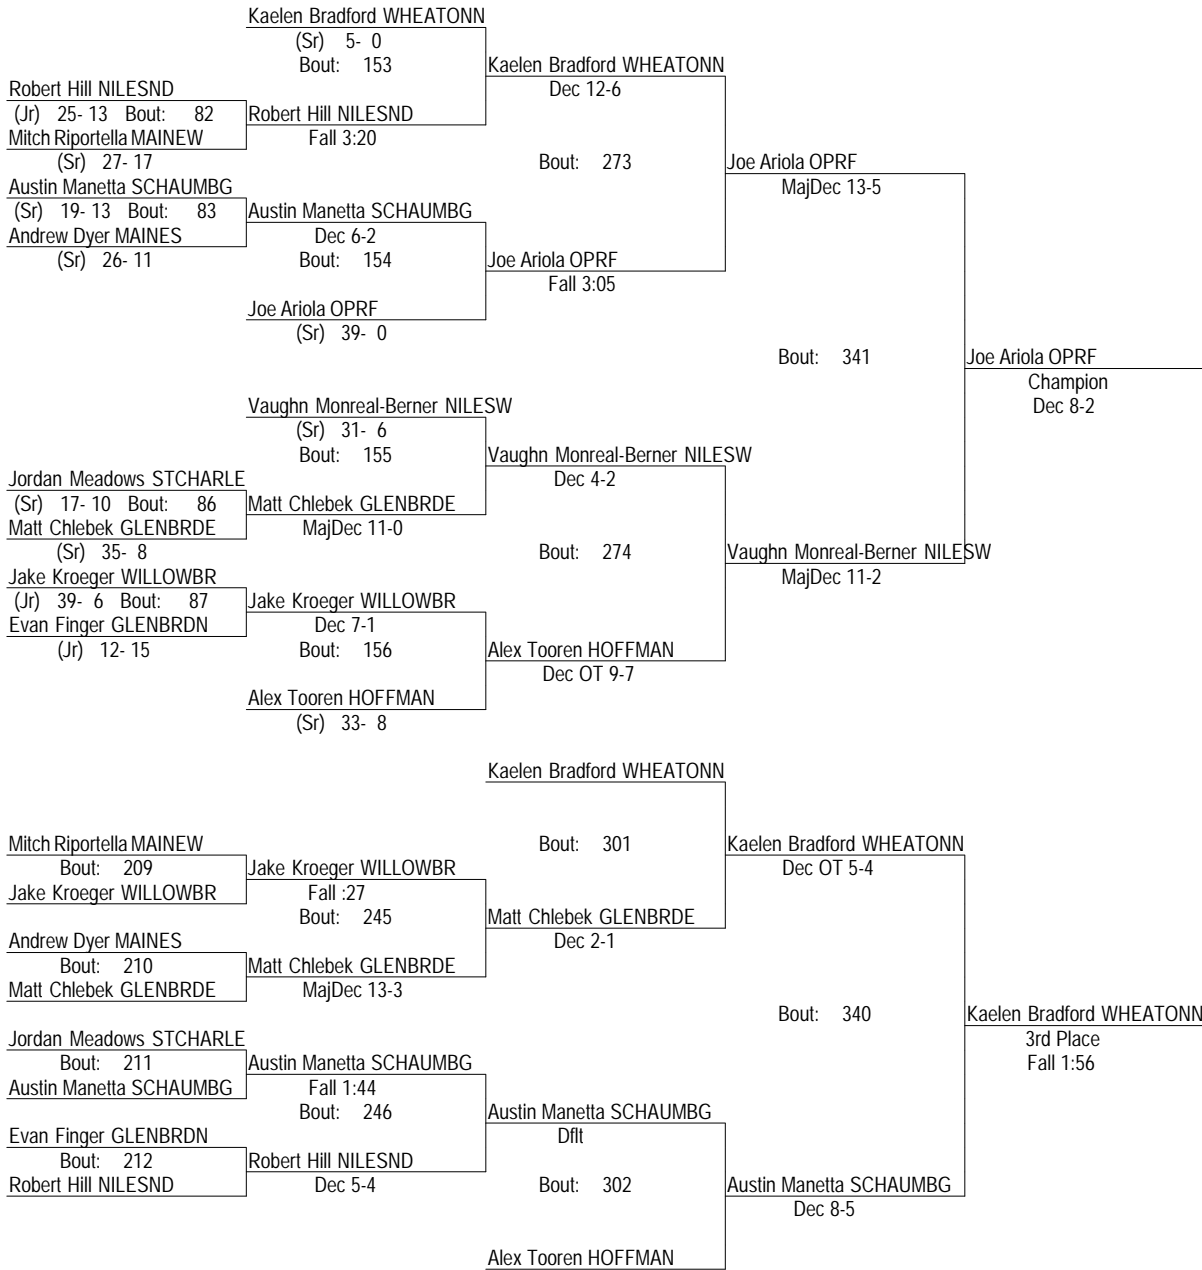 Kaelen Bradford WHEATONN
(Sr) 5- 0
Bout: 153
Kaelen Bradford WHEATONN
Dec 12-6
Robert Hill NILESND
(Jr) 25- 13 Bout: 82
Robert Hill NILESND
Fall 3:20
Mitch Riportella MAINEW
(Sr) 27- 17
Bout: 273
Joe Ariola OPRF
MajDec 13-5
Austin Manetta SCHAUMBG
(Sr) 19- 13 Bout: 83
Austin Manetta SCHAUMBG
Dec 6-2
Andrew Dyer MAINES
(Sr) 26- 11
Bout: 154
Joe Ariola OPRF
Fall 3:05
Joe Ariola OPRF
(Sr) 39- 0
Bout: 341
Joe Ariola OPRF
Champion
Dec 8-2
Vaughn Monreal-Berner NILESW
(Sr) 31- 6
Bout: 155
Vaughn Monreal-Berner NILESW
Dec 4-2
Jordan Meadows STCHARLE
(Sr) 17- 10 Bout: 86
Matt Chlebek GLENBRDE
MajDec 11-0
Matt Chlebek GLENBRDE
(Sr) 35- 8
Bout: 274
Vaughn Monreal-Berner NILESW
MajDec 11-2
Jake Kroeger WILLOWBR
(Jr) 39- 6 Bout: 87
Jake Kroeger WILLOWBR
Dec 7-1
Evan Finger GLENBRDN
(Jr) 12- 15
Bout: 156
Alex Tooren HOFFMAN
Dec OT 9-7
Alex Tooren HOFFMAN
(Sr) 33- 8
Kaelen Bradford WHEATONN
Bout: 301
Kaelen Bradford WHEATONN
Dec OT 5-4
Mitch Riportella MAINEW
Bout: 209
Jake Kroeger WILLOWBR
Jake Kroeger WILLOWBR
Fall :27
Bout: 245
Matt Chlebek GLENBRDE
Dec 2-1
Andrew Dyer MAINES
Bout: 210
Matt Chlebek GLENBRDE
Matt Chlebek GLENBRDE
MajDec 13-3
Bout: 340
Kaelen Bradford WHEATONN
3rd Place
Fall 1:56
Jordan Meadows STCHARLE
Bout: 211
Austin Manetta SCHAUMBG
Austin Manetta SCHAUMBG
Fall 1:44
Bout: 246
Austin Manetta SCHAUMBG
Dflt
Evan Finger GLENBRDN
Bout: 212
Robert Hill NILESND
Robert Hill NILESND
Dec 5-4
Bout: 302
Austin Manetta SCHAUMBG
Dec 8-5
Alex Tooren HOFFMAN